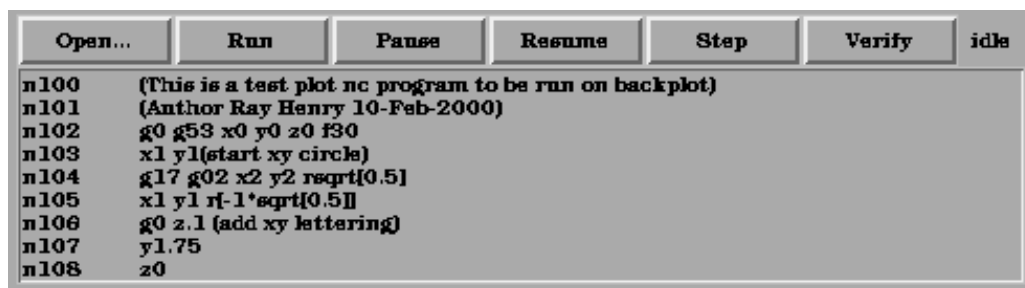 Open... Run Pause Resume Step Verify idle
n100 (This is a test plot nc program to be run on backplot)
n101 (Author Ray Henry 10-Feb-2000)
n102 g0 g53 x0 y0 z0 f30
n103 x1 y1(start xy circle)
n104 g17 g02 x2 y2 rsqrt[0.5]
n105 x1 y1 r[-1*sqrt[0.5]]
n106 g0 z.1 (add xy lettering)
n107 y1.75
n108 z0